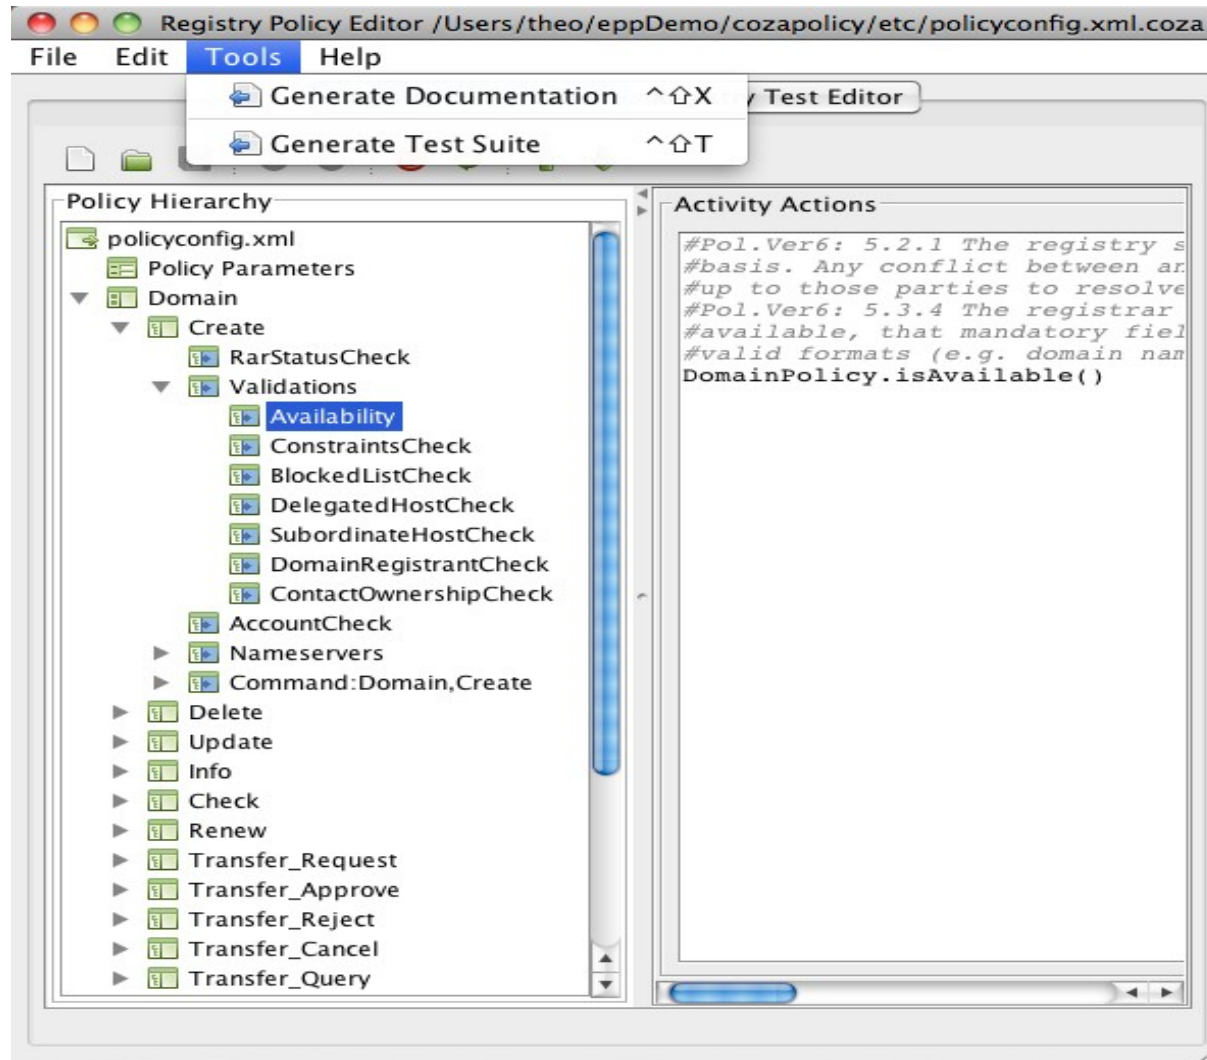 Registry Policy Editor /Users/theo/eppDemo/cozapolicy/etc/policyconfig.xml.coza
File Edit Tools Help
Generate Documentation ^⇧X
Test Editor
Generate Test Suite ^⇧T
Policy Hierarchy
policyconfig.xml
Policy Parameters
Domain
Create
RarStatusCheck
Validations
Availability
ConstraintsCheck
BlockedListCheck
DelegatedHostCheck
SubordinateHostCheck
DomainRegistrantCheck
ContactOwnershipCheck
AccountCheck
Nameservers
Command:Domain,Create
Delete
Update
Info
Check
Renew
Transfer_Request
Transfer_Approve
Transfer_Reject
Transfer_Cancel
Transfer_Query
Activity Actions
#Pol.Ver6: 5.2.1 The registry s
#basis. Any conflict between an
#up to those parties to resolve
#Pol.Ver6: 5.3.4 The registrar
#available, that mandatory fiel
#valid formats (e.g. domain nam
DomainPolicy.isAvailable()